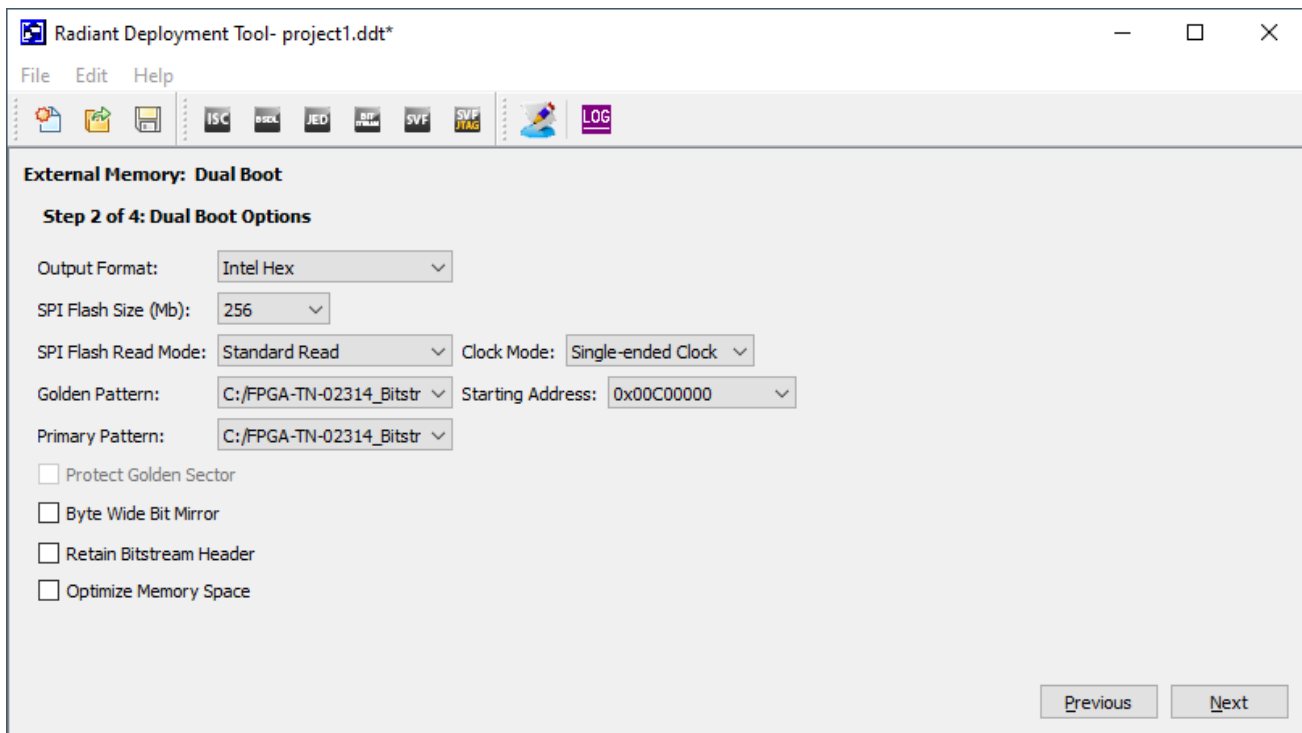 Radiant Deployment Tool- project1.ddt*
File Edit Help
ISC BSDL JED BIT STREAM SVF SVF JTAG LOG
External Memory: Dual Boot
Step 2 of 4: Dual Boot Options
Output Format: Intel Hex
SPI Flash Size (Mb): 256
SPI Flash Read Mode: Standard Read Clock Mode: Single-ended Clock
Golden Pattern: C:/FPGA-TN-02314_Bitstr Starting Address: 0x00C00000
Primary Pattern: C:/FPGA-TN-02314_Bitstr
Protect Golden Sector
Byte Wide Bit Mirror
Retain Bitstream Header
Optimize Memory Space
Previous Next